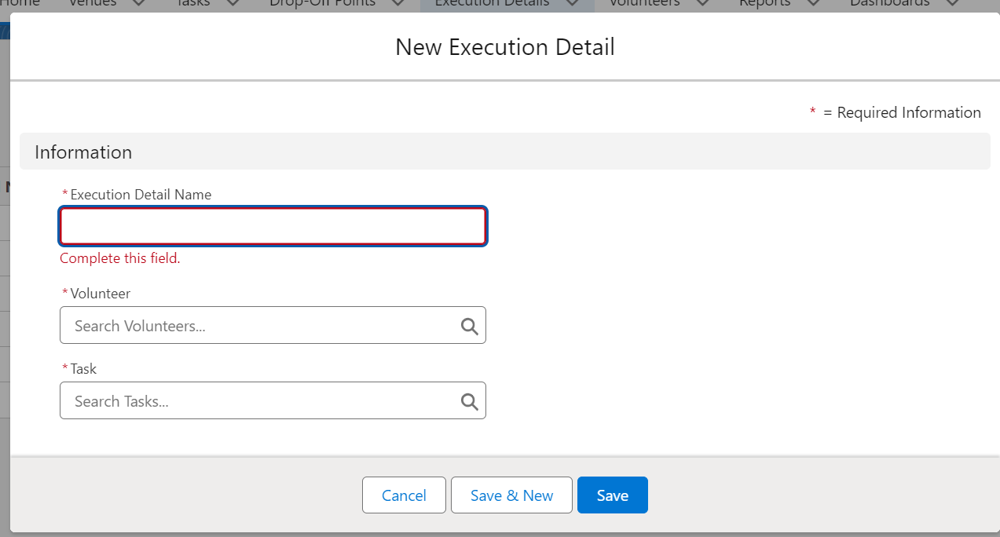 Home Venues Tasks Drop-Off Points Execution Details Volunteers Reports Dashboards
New Execution Detail
* = Required Information
Information
*Execution Detail Name
Complete this field.
*Volunteer
Search Volunteers...
*Task
Search Tasks...
Cancel Save & New Save